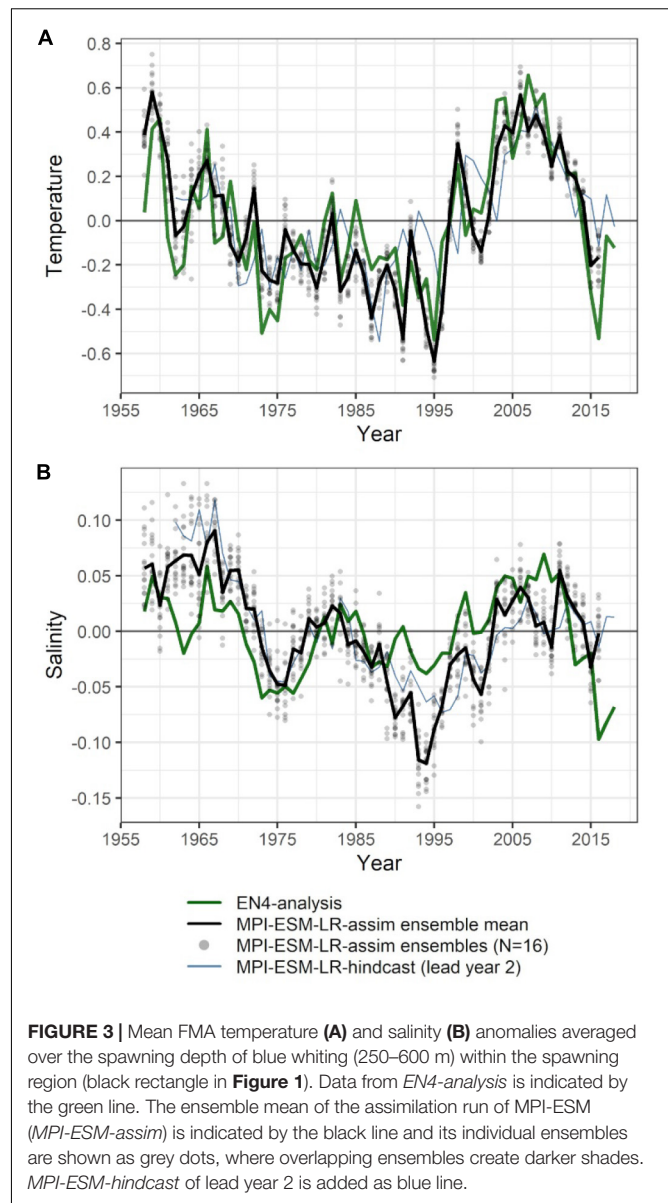 A
0.8
0.6
0.4
0.2
0.0
-0.2
-0.4
-0.6
Temperature
1955
1965
1975
1985
1995
2005
2015
Year
B
0.10
0.05
0.00
-0.05
-0.10
-0.15
Salinity
1955
1965
1975
1985
1995
2005
2015
Year
EN4-analysis
MPI-ESM-LR-assim ensemble mean
MPI-ESM-LR-assim ensembles (N=16)
MPI-ESM-LR-hindcast (lead year 2)
FIGURE 3 | Mean FMA temperature (A) and salinity (B) anomalies averaged
over the spawning depth of blue whiting (250–600 m) within the spawning
region (black rectangle in Figure 1). Data from EN4-analysis is indicated by
the green line. The ensemble mean of the assimilation run of MPI-ESM
(MPI-ESM-assim) is indicated by the black line and its individual ensembles
are shown as grey dots, where overlapping ensembles create darker shades.
MPI-ESM-hindcast of lead year 2 is added as blue line.